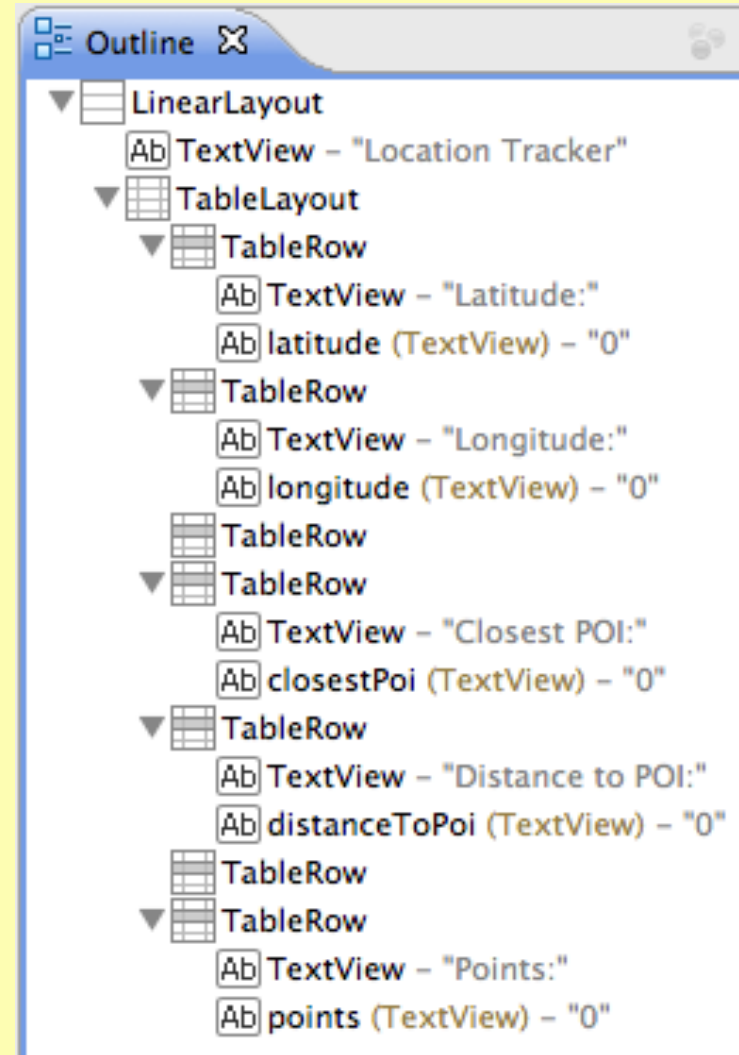 Outline
LinearLayout
Ab TextView – "Location Tracker"
TableLayout
TableRow
Ab TextView – "Latitude:"
Ab latitude (TextView) – "0"
TableRow
Ab TextView – "Longitude:"
Ab longitude (TextView) – "0"
TableRow
TableRow
Ab TextView – "Closest POI:"
Ab closestPoi (TextView) – "0"
TableRow
Ab TextView – "Distance to POI:"
Ab distanceToPoi (TextView) – "0"
TableRow
TableRow
Ab TextView – "Points:"
Ab points (TextView) – "0"